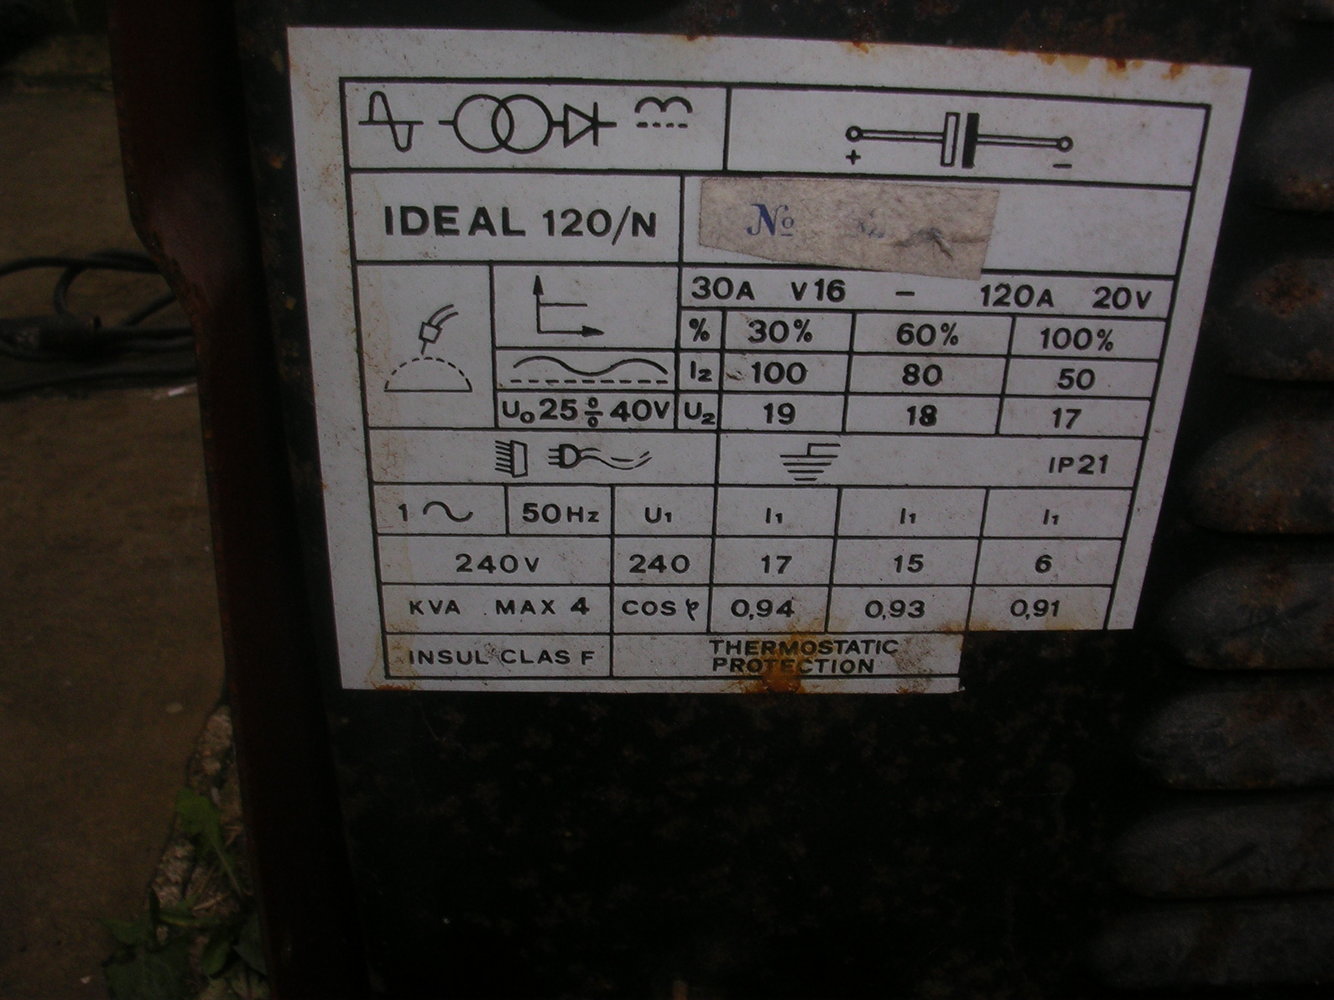 + −
IDEAL 120/N
№
30A V16 – 120A 20V
% 30% 60% 100%
I2 100 80 50
U0 25 ÷ 40V U2 19 18 17
IP21
1 ~ 50Hz U1 I1 I1 I1
240V 240 17 15 6
KVA MAX 4 COS φ 0,94 0,93 0,91
INSUL CLAS F THERMOSTATIC
PROTECTION